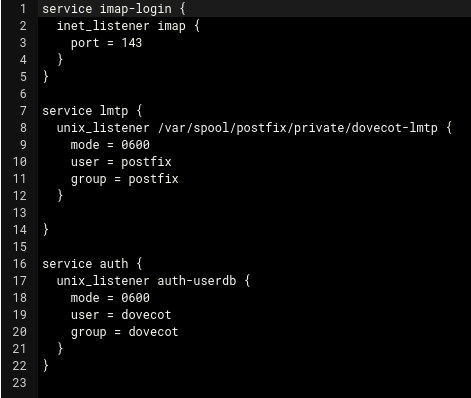 1 service imap-login {
2   inet_listener imap {
3     port = 143
4   }
5 }
6
7 service lmtp {
8   unix_listener /var/spool/postfix/private/dovecot-lmtp {
9     mode = 0600
10     user = postfix
11     group = postfix
12   }
13
14 }
15
16 service auth {
17   unix_listener auth-userdb {
18     mode = 0600
19     user = dovecot
20     group = dovecot
21   }
22 }
23